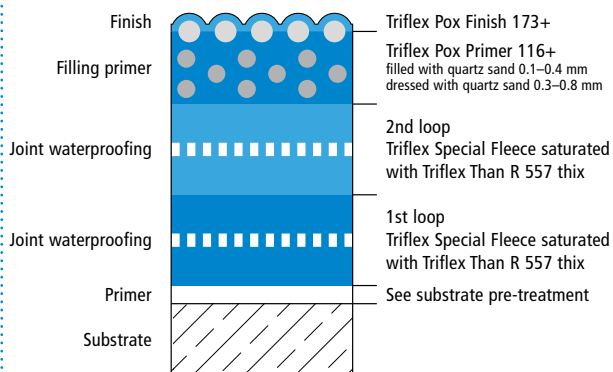 Finish
Triflex Pox Finish 173+
Filling primer
Triflex Pox Primer 116+
filled with quartz sand 0.1–0.4 mm
dressed with quartz sand 0.3–0.8 mm
Joint waterproofing
2nd loop
Triflex Special Fleece saturated
with Triflex Than R 557 thix
Joint waterproofing
1st loop
Triflex Special Fleece saturated
with Triflex Than R 557 thix
Primer
See substrate pre-treatment
Substrate